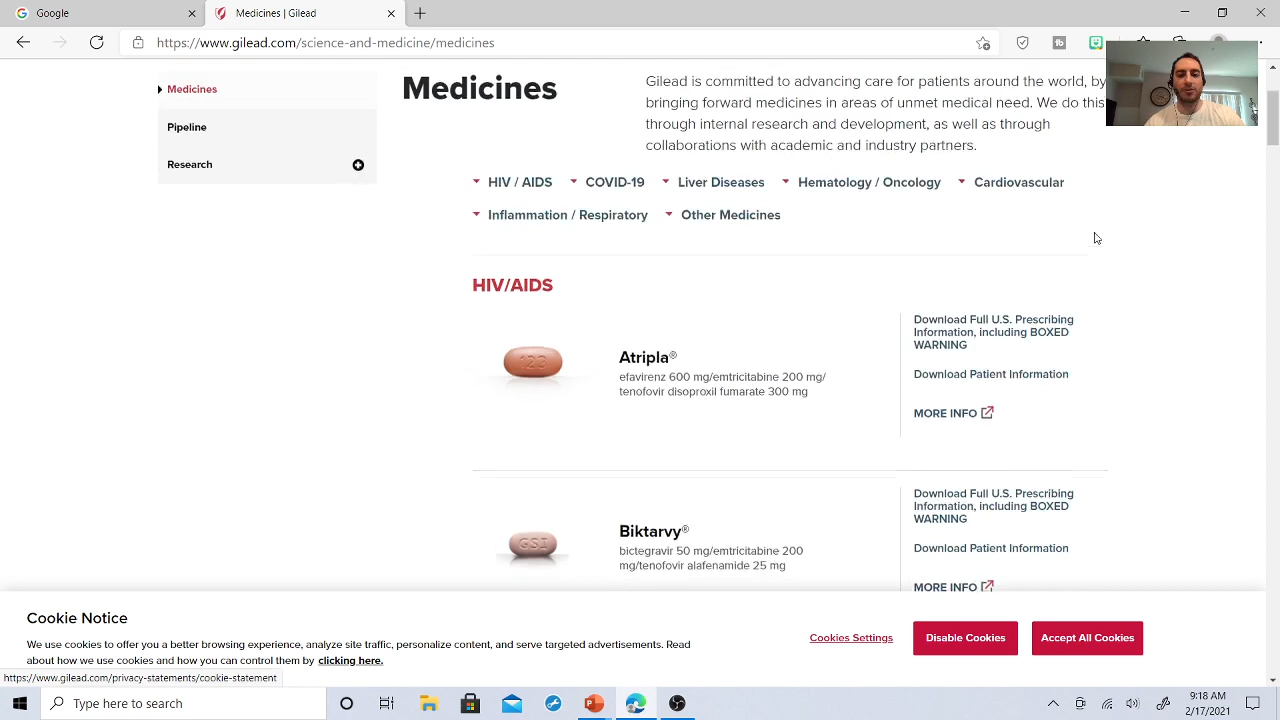 Google
Medicines | Gilead
https://www.gilead.com/science-and-medicine/medicines
Medicines
Pipeline
Research
Medicines
Gilead is committed to advancing care for patients around the world, by
bringing forward medicines in areas of unmet medical need. We do this
through internal research and development, as well as through
collaborations with academic and industry partners.
HIV / AIDS COVID-19 Liver Diseases Hematology / Oncology Cardiovascular
Inflammation / Respiratory Other Medicines
HIV/AIDS
123
Atripla®
efavirenz 600 mg/emtricitabine 200 mg/
tenofovir disoproxil fumarate 300 mg
Download Full U.S. Prescribing
Information, including BOXED
WARNING
Download Patient Information
MORE INFO
GSI
Biktarvy®
bictegravir 50 mg/emtricitabine 200
mg/tenofovir alafenamide 25 mg
Download Full U.S. Prescribing
Information, including BOXED
WARNING
Download Patient Information
MORE INFO
Cookie Notice
We use cookies to offer you a better browsing experience, analyze site traffic, personalize content, and serve targeted advertisements. Read
about how we use cookies and how you can control them by clicking here.
Cookies Settings
Disable Cookies
Accept All Cookies
https://www.gilead.com/privacy-statements/cookie-statement
Type here to search
9:18 AM
2/17/2021